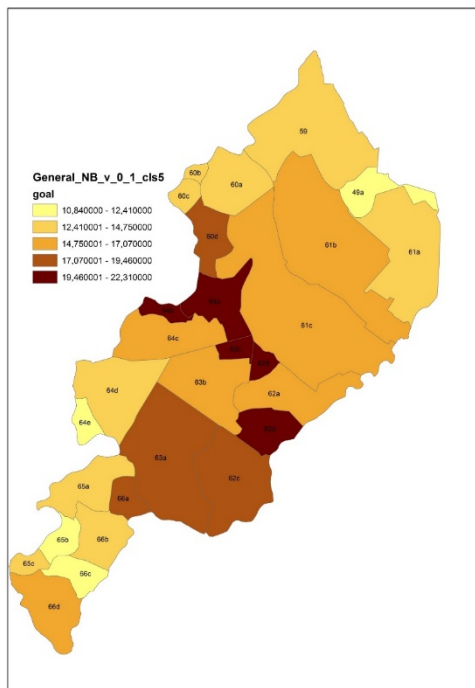 General_NB_v_0_1_cls5
goal
10,840000 - 12,410000
12,410001 - 14,750000
14,750001 - 17,070000
17,070001 - 19,460000
19,460001 - 22,310000
59
60b
60a
60c
49a
61a
60d
61b
61c
64c
63b
62a
64d
64e
63a
62c
65a
66a
65b
66b
65c
66c
66d